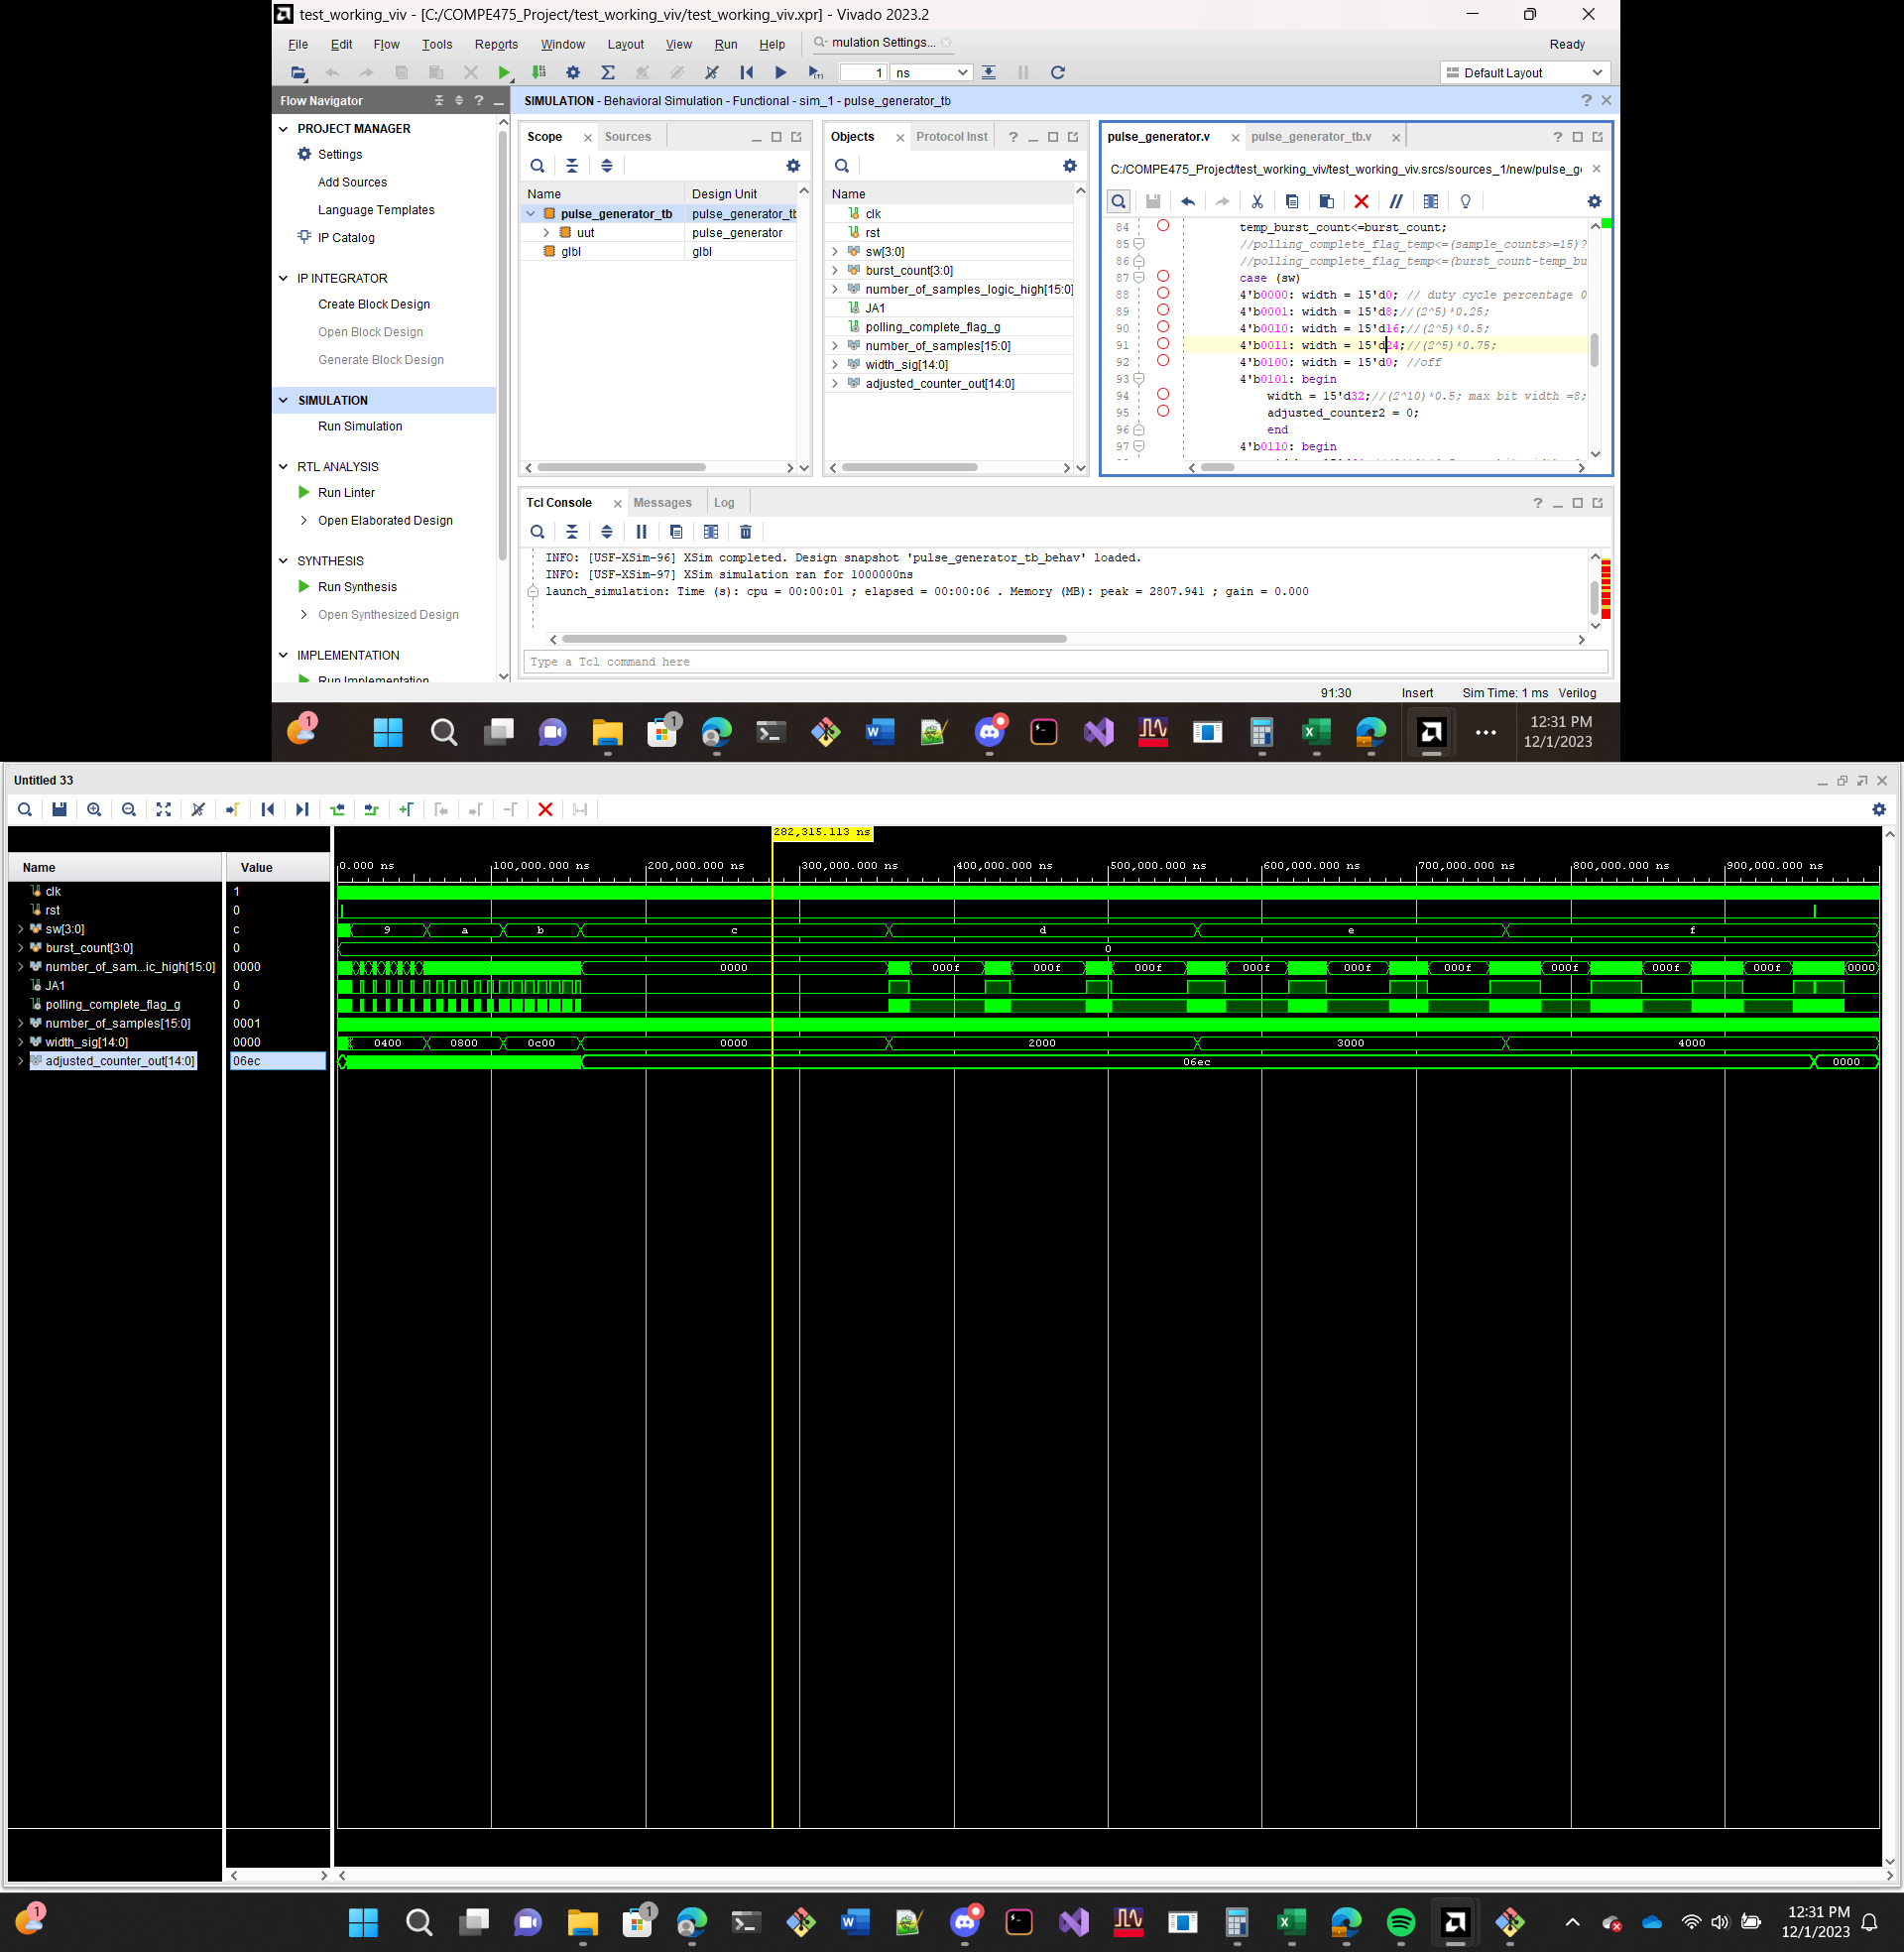 test_working_viv - [C:/COMPE475_Project/test_working_viv/test_working_viv.xpr] - Vivado 2023.2
File Edit Flow Tools Reports Window Layout View Run Help mulation Settings... Ready
1 ns Default Layout
Flow Navigator
SIMULATION - Behavioral Simulation - Functional - sim_1 - pulse_generator_tb
PROJECT MANAGER
Settings
Add Sources
Language Templates
IP Catalog
IP INTEGRATOR
Create Block Design
Open Block Design
Generate Block Design
SIMULATION
Run Simulation
RTL ANALYSIS
Run Linter
Open Elaborated Design
SYNTHESIS
Run Synthesis
Open Synthesized Design
IMPLEMENTATION
Run Implementation
Scope Sources
Name Design Unit
pulse_generator_tb pulse_generator_tb
uut pulse_generator
glbl glbl
Objects Protocol Inst
Name
clk
rst
sw[3:0]
burst_count[3:0]
number_of_samples_logic_high[15:0]
JA1
polling_complete_flag_g
number_of_samples[15:0]
width_sig[14:0]
adjusted_counter_out[14:0]
pulse_generator.v pulse_generator_tb.v
C:/COMPE475_Project/test_working_viv/test_working_viv.srcs/sources_1/new/pulse_g
84 temp_burst_count<=burst_count;
85 //polling_complete_flag_temp<=(sample_counts>=15)?
86 //polling_complete_flag_temp<=(burst_count-temp_bu
87 case (sw)
88 4'b0000: width = 15'd0; // duty cycle percentage 0
89 4'b0001: width = 15'd8;//(2^5)*0.25;
90 4'b0010: width = 15'd16;//(2^5)*0.5;
91 4'b0011: width = 15'd24;//(2^5)*0.75;
92 4'b0100: width = 15'd0; //off
93 4'b0101: begin
94 width = 15'd32;//(2^10)*0.5; max bit width =8;
95 adjusted_counter2 = 0;
96 end
97 4'b0110: begin
Tcl Console Messages Log
INFO: [USF-XSim-96] XSim completed. Design snapshot 'pulse_generator_tb_behav' loaded.
INFO: [USF-XSim-97] XSim simulation ran for 1000000ns
launch_simulation: Time (s): cpu = 00:00:01 ; elapsed = 00:00:06 . Memory (MB): peak = 2807.941 ; gain = 0.000
Type a Tcl command here
91:30 Insert Sim Time: 1 ms Verilog
1 1 12:31 PM
12/1/2023
Untitled 33
282,315.113 ns
Name Value
0.000 ns 100,000.000 ns 200,000.000 ns 300,000.000 ns 400,000.000 ns 500,000.000 ns 600,000.000 ns 700,000.000 ns 800,000.000 ns 900,000.000 ns
clk 1
rst 0
sw[3:0] c 9 a b c d e f
burst_count[3:0] 0 0
number_of_sam...ic_high[15:0] 0000 0000 000f 000f 000f 000f 000f 000f 000f 000f 000f 0000
JA1 0
polling_complete_flag_g 0
number_of_samples[15:0] 0001
width_sig[14:0] 0000 0400 0800 0c00 0000 2000 3000 4000
adjusted_counter_out[14:0] 06ec 06ec 0000
1 1 12:31 PM
12/1/2023